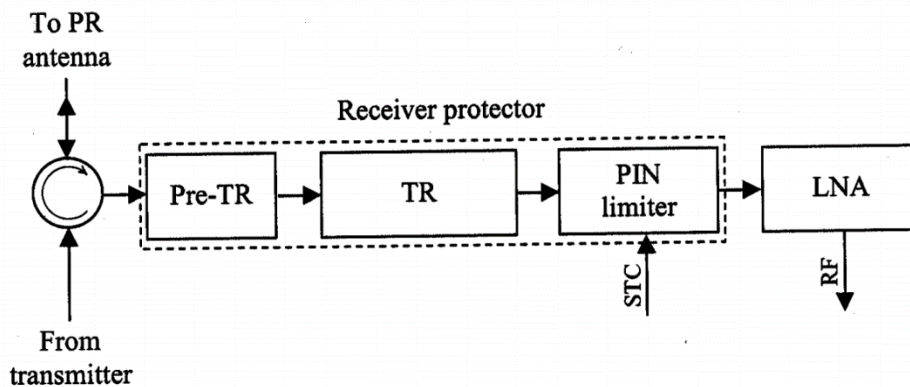 To PR
antenna
Receiver protector
Pre-TR
TR
PIN
limiter
LNA
STC
RF
From
transmitter